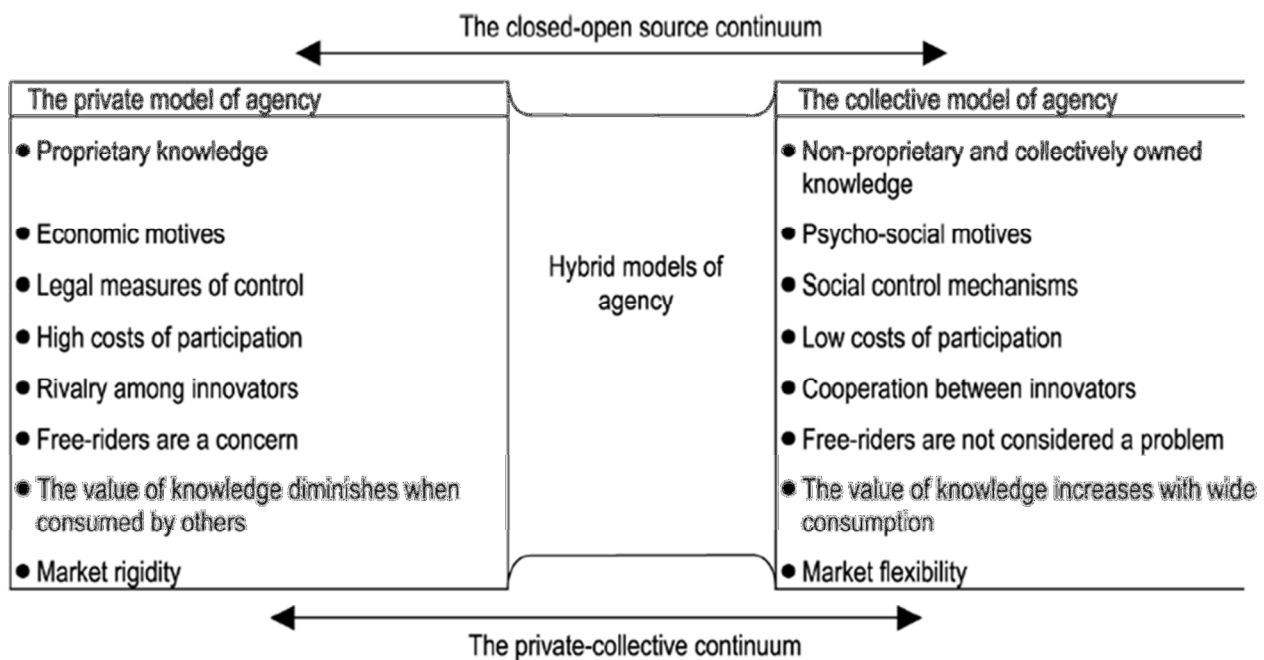 The closed-open source continuum
The private model of agency
● Proprietary knowledge
● Economic motives
● Legal measures of control
● High costs of participation
● Rivalry among innovators
● Free-riders are a concern
● The value of knowledge diminishes when
consumed by others
● Market rigidity
Hybrid models of
agency
The collective model of agency
● Non-proprietary and collectively owned
knowledge
● Psycho-social motives
● Social control mechanisms
● Low costs of participation
● Cooperation between innovators
● Free-riders are not considered a problem
● The value of knowledge increases with wide
consumption
● Market flexibility
The private-collective continuum